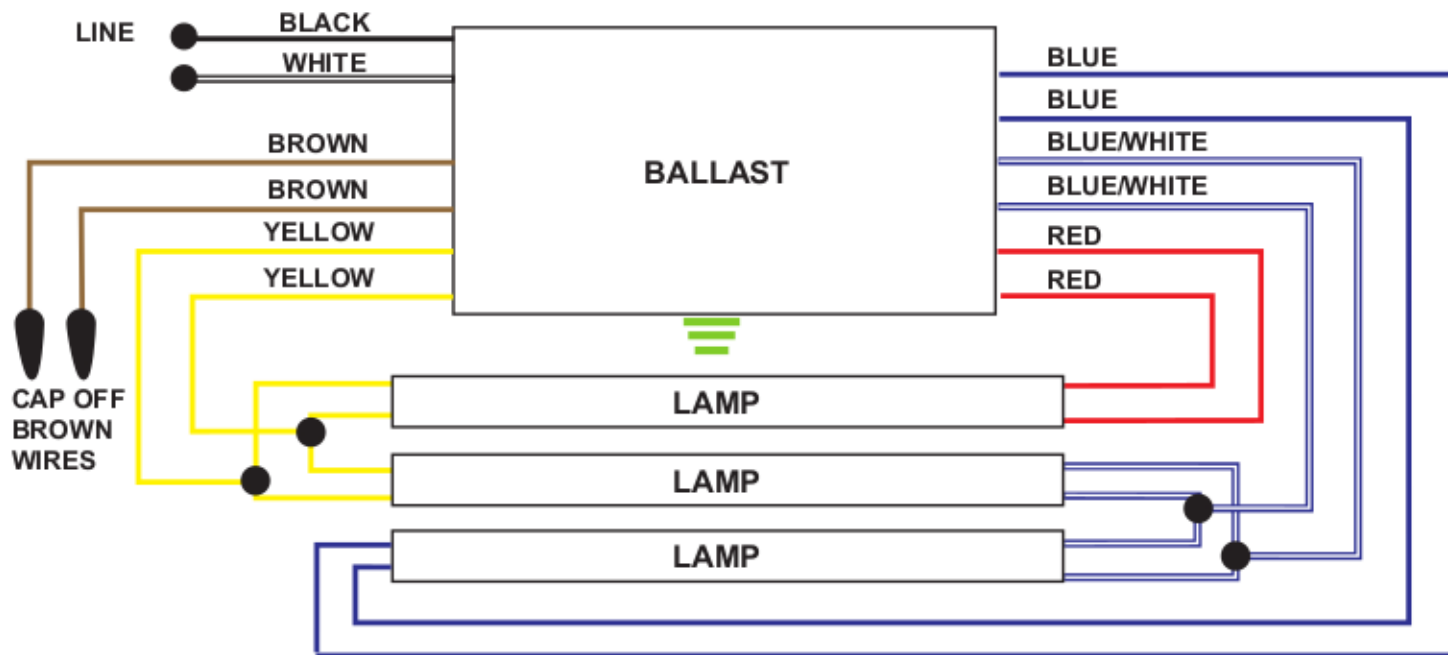 LINE
BLACK
WHITE
BROWN
BROWN
YELLOW
YELLOW
BALLAST
BLUE
BLUE
BLUE/WHITE
BLUE/WHITE
RED
RED
CAP OFF
BROWN
WIRES
LAMP
LAMP
LAMP